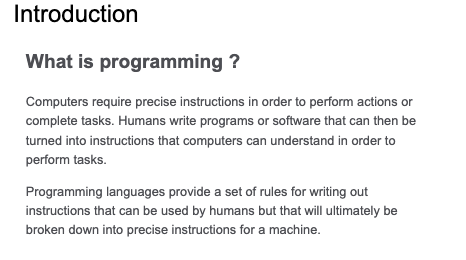 Introduction
What is programming ?
Computers require precise instructions in order to perform actions or
complete tasks. Humans write programs or software that can then be
turned into instructions that computers can understand in order to
perform tasks.
Programming languages provide a set of rules for writing out
instructions that can be used by humans but that will ultimately be
broken down into precise instructions for a machine.